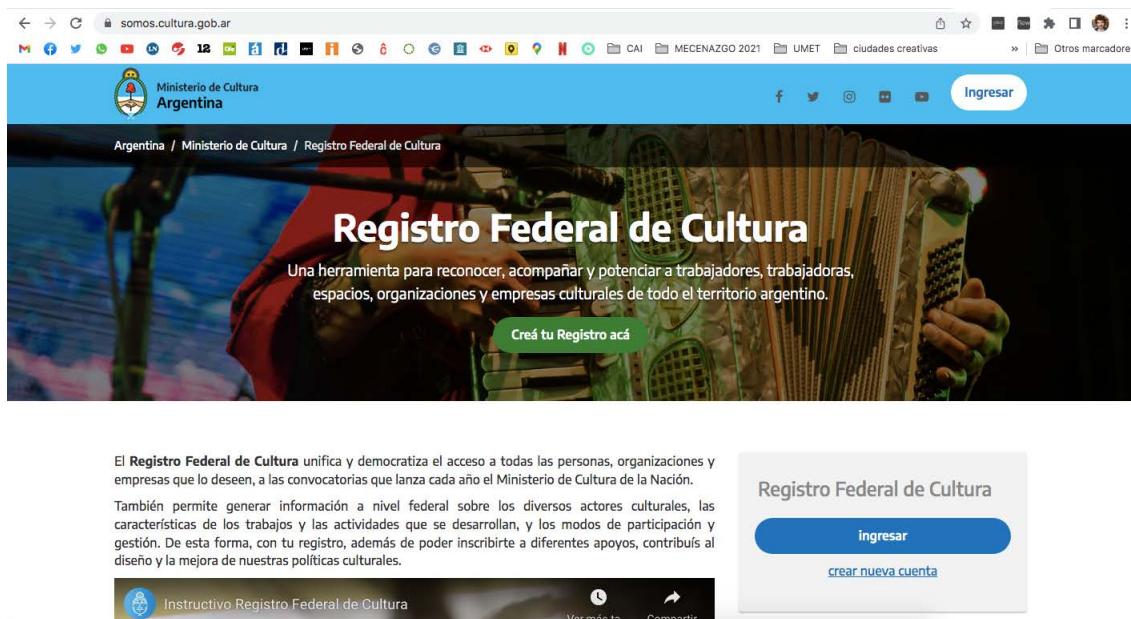 somos.cultura.gob.ar
12
CAI
MECENAZGO 2021
UMET
ciudades creativas
»
Otros marcadore
Ministerio de Cultura
Argentina
Ingresar
Argentina / Ministerio de Cultura / Registro Federal de Cultura
Registro Federal de Cultura
Una herramienta para reconocer, acompañar y potenciar a trabajadores, trabajadoras,
espacios, organizaciones y empresas culturales de todo el territorio argentino.
Creá tu Registro acá
El Registro Federal de Cultura unifica y democratiza el acceso a todas las personas, organizaciones y
empresas que lo deseen, a las convocatorias que lanza cada año el Ministerio de Cultura de la Nación.
También permite generar información a nivel federal sobre los diversos actores culturales, las
características de los trabajos y las actividades que se desarrollan, y los modos de participación y
gestión. De esta forma, con tu registro, además de poder inscribirte a diferentes apoyos, contribuís al
diseño y la mejora de nuestras políticas culturales.
Registro Federal de Cultura
ingresar
crear nueva cuenta
Instructivo Registro Federal de Cultura
Ver más ta
Compartir